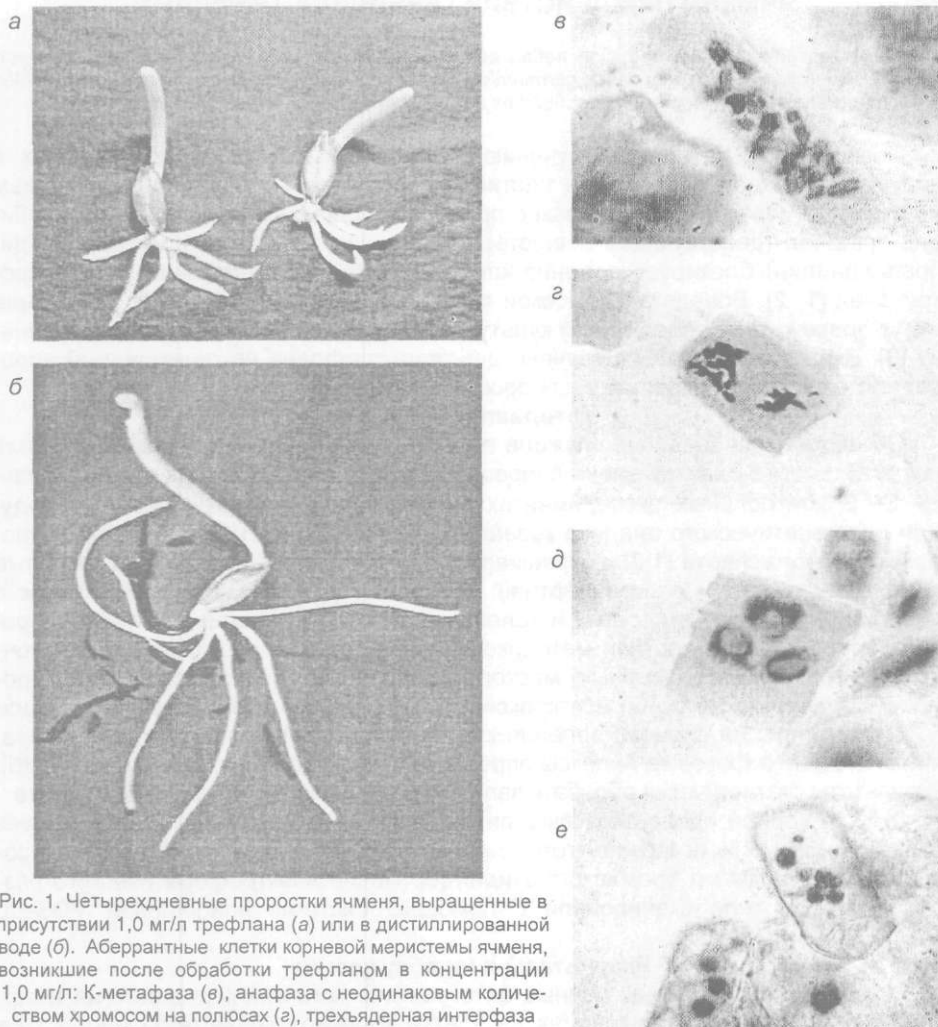 а
в
г
б
д
е
Рис. 1. Четырехдневные проростки ячменя, выращенные в
присутствии 1,0 мг/л трефлана (а) или в дистиллированной
воде (б). Аберрантные клетки корневой меристемы ячменя,
возникшие после обработки трефланом в концентрации
1,0 мг/л: К-метафаза (в), анафаза с неодинаковым количе-
ством хромосом на полюсах (г), трехъядерная интерфаза